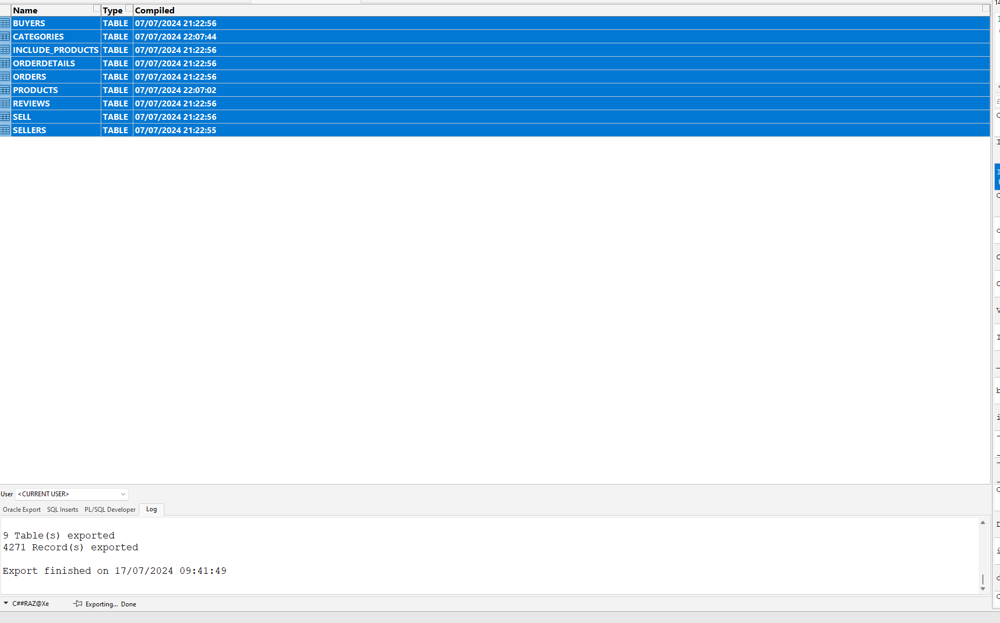 Name Type Compiled
BUYERS TABLE 07/07/2024 21:22:56
CATEGORIES TABLE 07/07/2024 22:07:44
INCLUDE_PRODUCTS TABLE 07/07/2024 21:22:56
ORDERDETAILS TABLE 07/07/2024 21:22:56
ORDERS TABLE 07/07/2024 21:22:56
PRODUCTS TABLE 07/07/2024 22:07:02
REVIEWS TABLE 07/07/2024 21:22:56
SELL TABLE 07/07/2024 21:22:56
SELLERS TABLE 07/07/2024 21:22:55
User <CURRENT USER>
Oracle Export SQL Inserts PL/SQL Developer Log
9 Table(s) exported
4271 Record(s) exported
Export finished on 17/07/2024 09:41:49
C##RAZ@Xe Exporting... Done